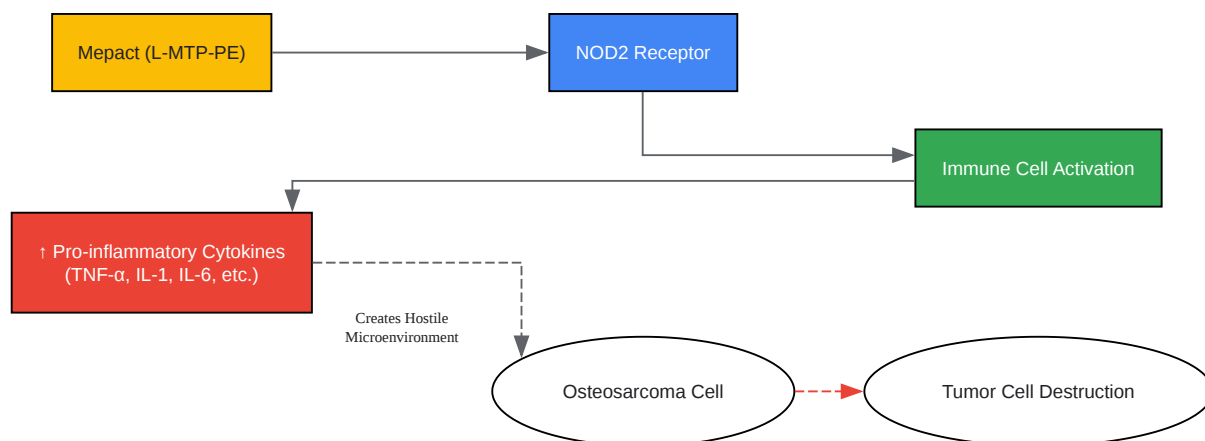 Mepact (L-MTP-PE)
NOD2 Receptor
Immune Cell Activation
↑ Pro-inflammatory Cytokines
(TNF-α, IL-1, IL-6, etc.)
Creates Hostile
Microenvironment
Osteosarcoma Cell
Tumor Cell Destruction